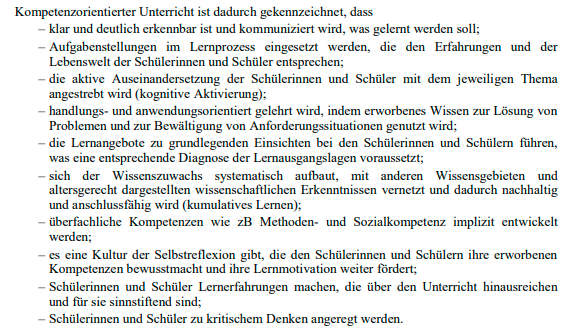 Kompetenzorientierter Unterricht ist dadurch gekennzeichnet, dass
– klar und deutlich erkennbar ist und kommuniziert wird, was gelernt werden soll;
– Aufgabenstellungen im Lernprozess eingesetzt werden, die den Erfahrungen und der
Lebenswelt der Schülerinnen und Schüler entsprechen;
– die aktive Auseinandersetzung der Schülerinnen und Schüler mit dem jeweiligen Thema
angestrebt wird (kognitive Aktivierung);
– handlungs- und anwendungsorientiert gelehrt wird, indem erworbenes Wissen zur Lösung von
Problemen und zur Bewältigung von Anforderungssituationen genutzt wird;
– die Lernangebote zu grundlegenden Einsichten bei den Schülerinnen und Schülern führen,
was eine entsprechende Diagnose der Lernausgangslagen voraussetzt;
– sich der Wissenszuwachs systematisch aufbaut, mit anderen Wissensgebieten und
altersgerecht dargestellten wissenschaftlichen Erkenntnissen vernetzt und dadurch nachhaltig
und anschlussfähig wird (kumulatives Lernen);
– überfachliche Kompetenzen wie zB Methoden- und Sozialkompetenz implizit entwickelt
werden;
– es eine Kultur der Selbstreflexion gibt, die den Schülerinnen und Schülern ihre erworbenen
Kompetenzen bewusstmacht und ihre Lernmotivation weiter fördert;
– Schülerinnen und Schüler Lernerfahrungen machen, die über den Unterricht hinausreichen
und für sie sinnstiftend sind;
– Schülerinnen und Schüler zu kritischem Denken angeregt werden.